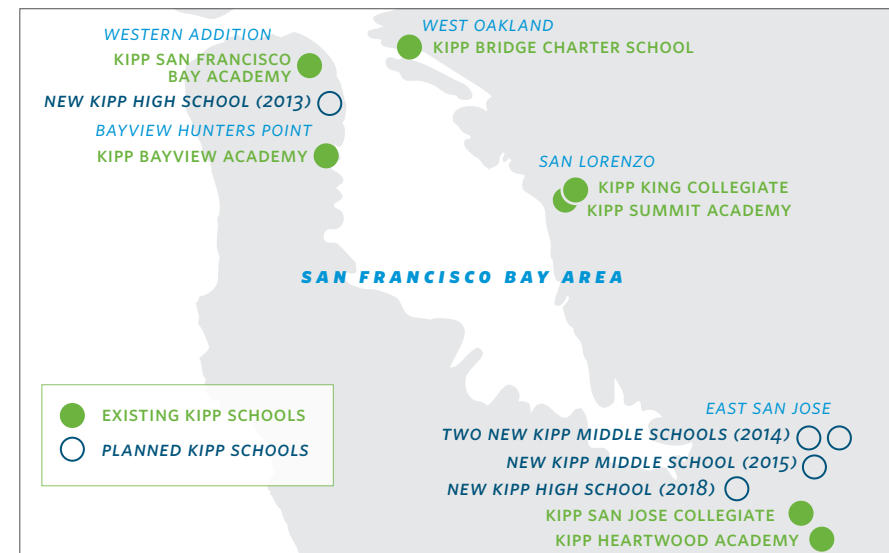 WESTERN ADDITION
KIPP SAN FRANCISCO
BAY ACADEMY
NEW KIPP HIGH SCHOOL (2013)
BAYVIEW HUNTERS POINT
KIPP BAYVIEW ACADEMY
WEST OAKLAND
KIPP BRIDGE CHARTER SCHOOL
SAN LORENZO
KIPP KING COLLEGIATE
KIPP SUMMIT ACADEMY
SAN FRANCISCO BAY AREA
EXISTING KIPP SCHOOLS
PLANNED KIPP SCHOOLS
EAST SAN JOSE
TWO NEW KIPP MIDDLE SCHOOLS (2014)
NEW KIPP MIDDLE SCHOOL (2015)
NEW KIPP HIGH SCHOOL (2018)
KIPP SAN JOSE COLLEGIATE
KIPP HEARTWOOD ACADEMY